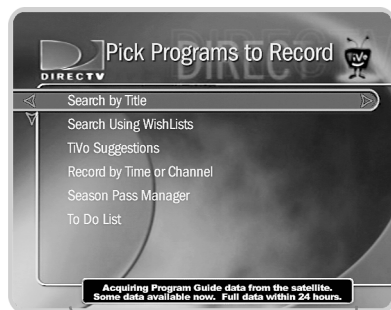 Pick Programs to Record
DIRECTV
TiVo
Search by Title
Search Using WishLists
TiVo Suggestions
Record by Time or Channel
Season Pass Manager
To Do List
Acquiring Program Guide data from the satellite.
Some data available now. Full data within 24 hours.